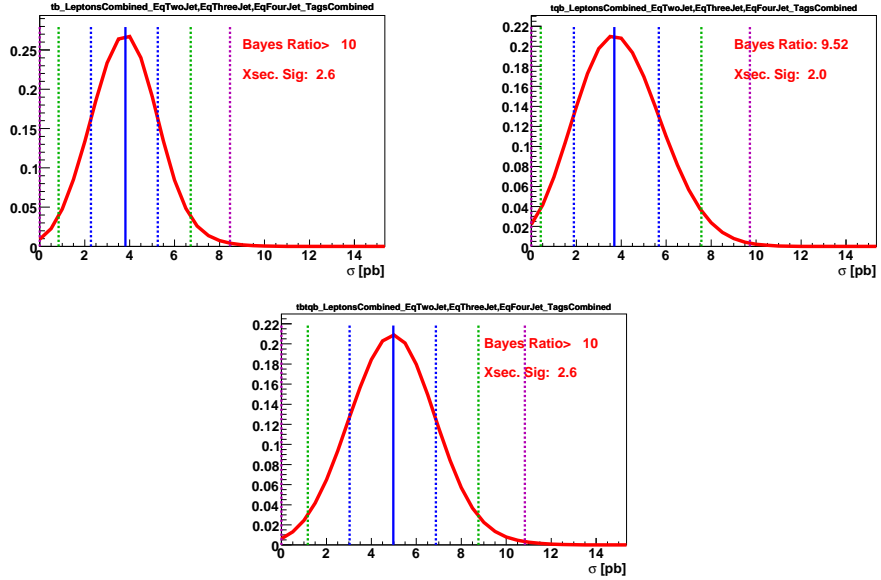 tb_LeptonsCombined_EqTwoJet,EqThreeJet,EqFourJet_TagsCombined
Bayes Ratio> 10
Xsec. Sig: 2.6
0.25
0.2
0.15
0.1
0.05
0
0 2 4 6 8 10 12 14
σ [pb]
tqb_LeptonsCombined_EqTwoJet,EqThreeJet,EqFourJet_TagsCombined
Bayes Ratio: 9.52
Xsec. Sig: 2.0
0.22
0.2
0.18
0.16
0.14
0.12
0.1
0.08
0.06
0.04
0.02
0
0 2 4 6 8 10 12 14
σ [pb]
tbtqb_LeptonsCombined_EqTwoJet,EqThreeJet,EqFourJet_TagsCombined
Bayes Ratio> 10
Xsec. Sig: 2.6
0.22
0.2
0.18
0.16
0.14
0.12
0.1
0.08
0.06
0.04
0.02
0
0 2 4 6 8 10 12 14
σ [pb]